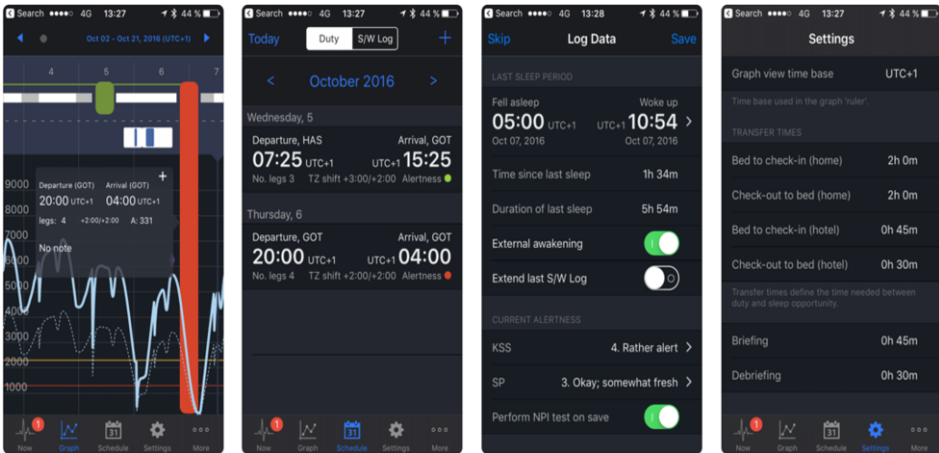 Search 4G 13:27 44 %
Oct 02 - Oct 21, 2016 (UTC+1)
4 5 6 7
9000
8000
7000
6000
5000
4000
3000
2000
1000
Departure (GOT) Arrival (GOT) +
20:00 UTC+1 04:00 UTC+1
legs: 4 +2:00/+2:00 A: 331
No note
1
Now Graph Schedule Settings More
31
Search 4G 13:27 44 %
Today Duty S/W Log +
< October 2016 >
Wednesday, 5
Departure, HAS Arrival, GOT
07:25 UTC+1 UTC+1 15:25
No. legs 3 TZ shift +3:00/+2:00 Alertness
Thursday, 6
Departure, GOT Arrival, GOT
20:00 UTC+1 UTC+1 04:00
No. legs 4 TZ shift +2:00/+2:00 Alertness
1
31
Now Graph Schedule Settings More
Search 4G 13:28 44 %
Skip Log Data Save
LAST SLEEP PERIOD
Fell asleep Woke up
05:00 UTC+1 UTC+1 10:54 >
Oct 07, 2016 Oct 07, 2016
Time since last sleep 1h 34m
Duration of last sleep 5h 54m
External awakening
Extend last S/W Log
CURRENT ALERTNESS
KSS 4. Rather alert >
SP 3. Okay; somewhat fresh >
Perform NPI test on save
1
31
Now Graph Schedule Settings More
Search 4G 13:27 44 %
Settings
Graph view time base UTC+1
Time base used in the graph 'ruler'.
TRANSFER TIMES
Bed to check-in (home) 2h 0m
Check-out to bed (home) 2h 0m
Bed to check-in (hotel) 0h 45m
Check-out to bed (hotel) 0h 30m
Transfer times define the time needed between
duty and sleep opportunity.
Briefing 0h 45m
Debriefing 0h 30m
1
31
Now Graph Schedule Settings More